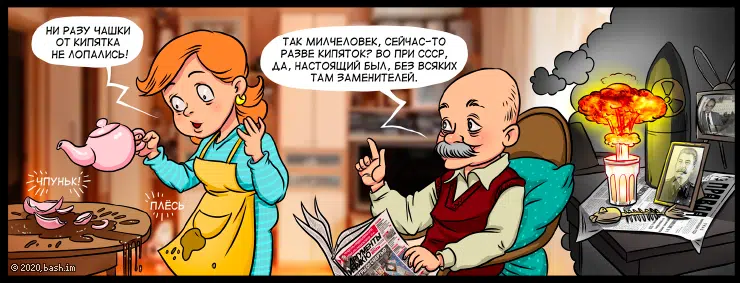 НИ РАЗУ ЧАШКИ
ОТ КИПЯТКА
НЕ ЛОПАЛИСЬ!
ТАК МИЛЧЕЛОВЕК, СЕЙЧАС-ТО
РАЗВЕ КИПЯТОК? ВО ПРИ СССР,
ДА, НАСТОЯЩИЙ БЫЛ, БЕЗ ВСЯКИХ
ТАМ ЗАМЕНИТЕЛЕЙ.
ЧПУНЬК!
ПЛЁСЬ
© 2020 bash.im